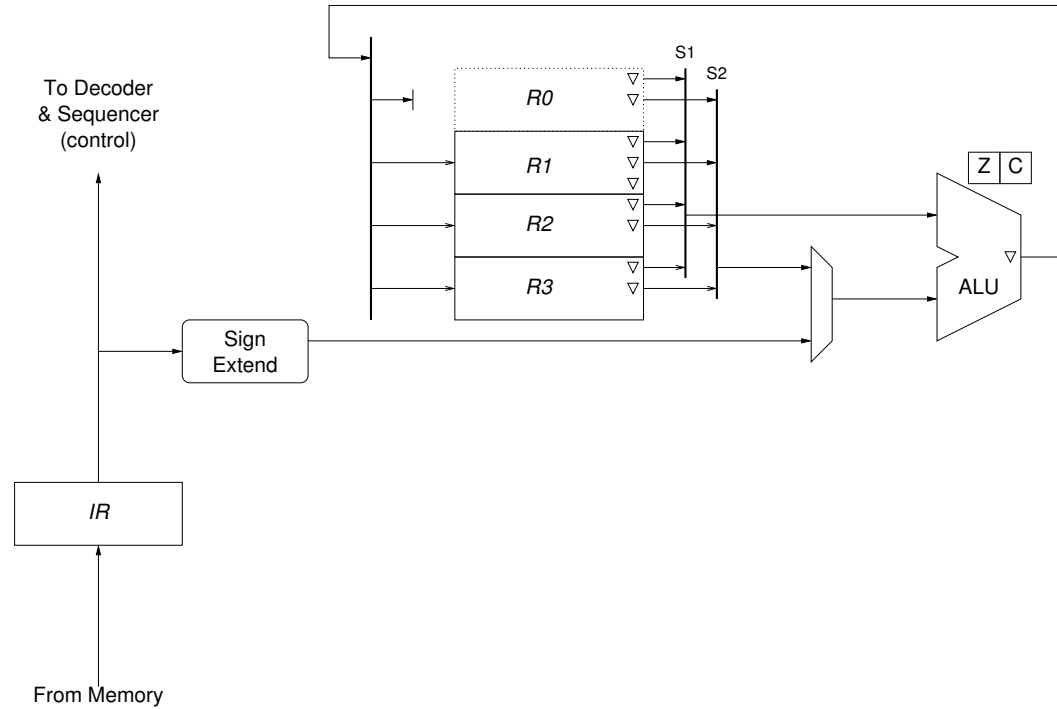 S1
S2
To Decoder
& Sequencer
(control)
R0
R1
R2
R3
Z
C
ALU
Sign
Extend
IR
From Memory